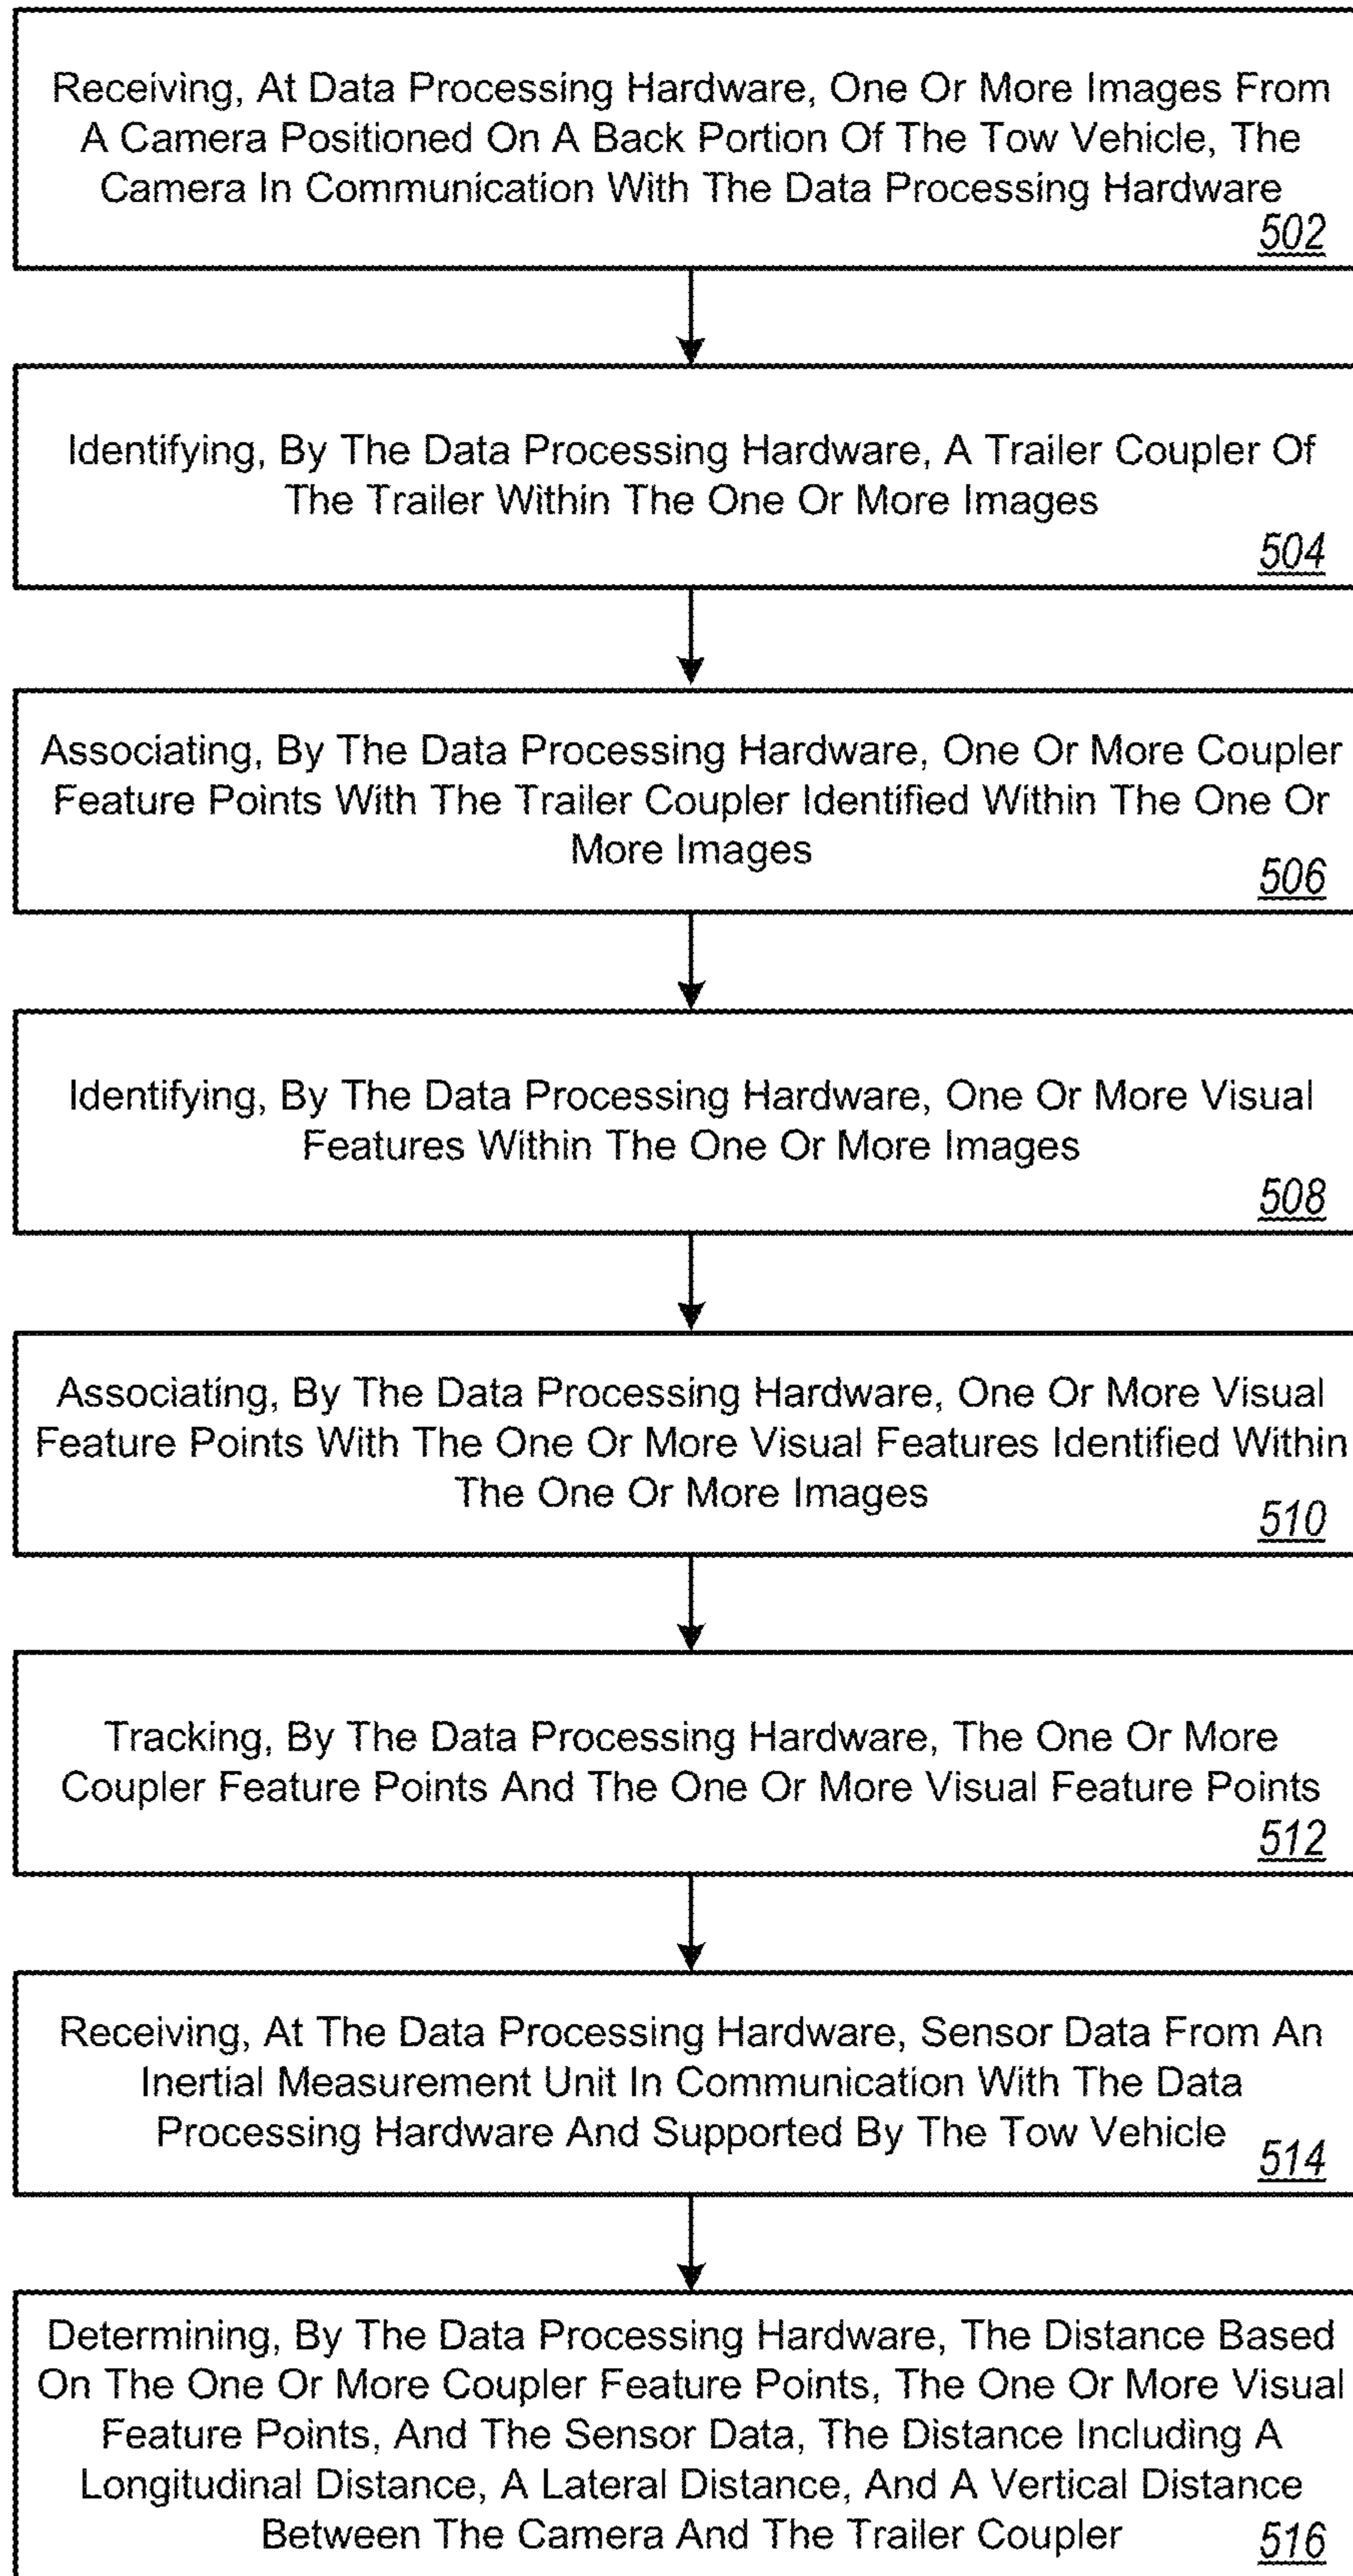 Receiving, At Data Processing Hardware, One Or More Images From
A Camera Positioned On A Back Portion Of The Tow Vehicle, The
Camera In Communication With The Data Processing Hardware
502
Identifying, By The Data Processing Hardware, A Trailer Coupler Of
The Trailer Within The One Or More Images
504
Associating, By The Data Processing Hardware, One Or More Coupler
Feature Points With The Trailer Coupler Identified Within The One Or
More Images
506
Identifying, By The Data Processing Hardware, One Or More Visual
Features Within The One Or More Images
508
Associating, By The Data Processing Hardware, One Or More Visual
Feature Points With The One Or More Visual Features Identified Within
The One Or More Images
510
Tracking, By The Data Processing Hardware, The One Or More
Coupler Feature Points And The One Or More Visual Feature Points
512
Receiving, At The Data Processing Hardware, Sensor Data From An
Inertial Measurement Unit In Communication With The Data
Processing Hardware And Supported By The Tow Vehicle
514
Determining, By The Data Processing Hardware, The Distance Based
On The One Or More Coupler Feature Points, The One Or More Visual
Feature Points, And The Sensor Data, The Distance Including A
Longitudinal Distance, A Lateral Distance, And A Vertical Distance
Between The Camera And The Trailer Coupler
516